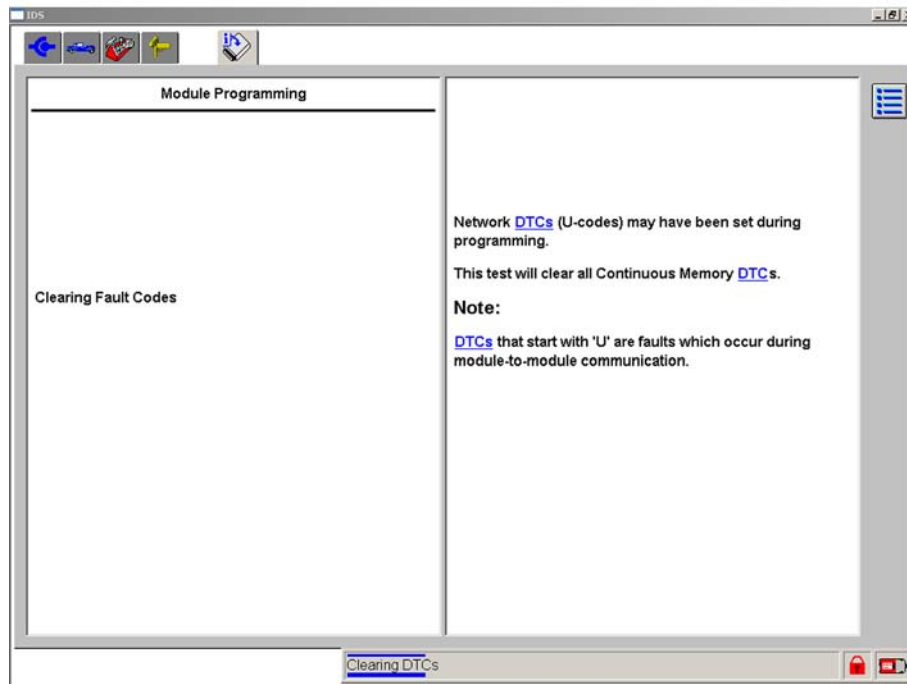 IDS
Module Programming
Clearing Fault Codes
Network DTCs (U-codes) may have been set during
programming.
This test will clear all Continuous Memory DTCs.
Note:
DTCs that start with 'U' are faults which occur during
module-to-module communication.
Clearing DTCs